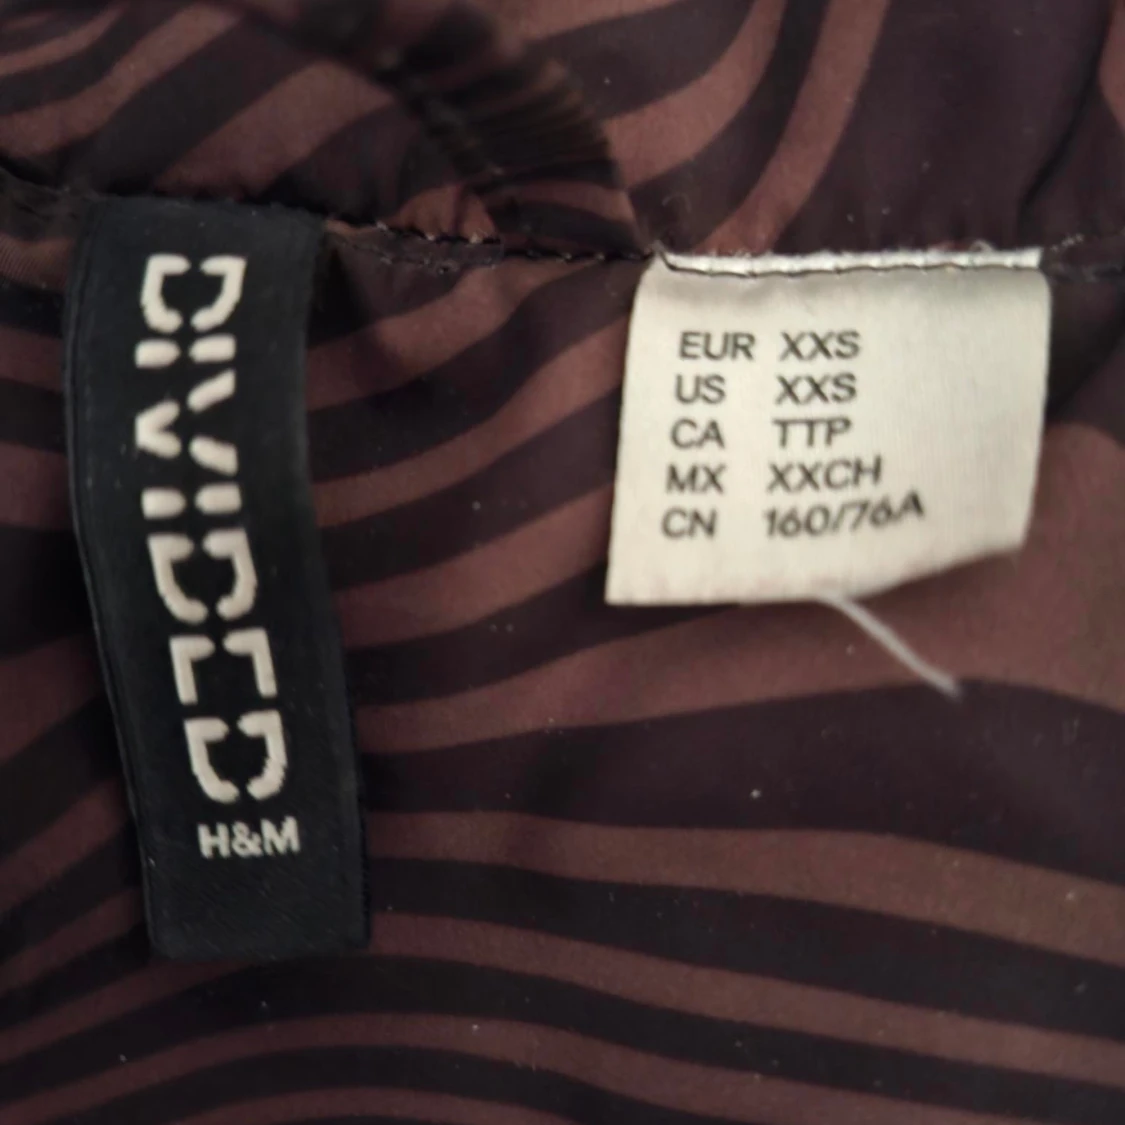 DIVIDED
H&M
EUR XXS
US XXS
CA TTP
MX XXCH
CN 160/76A